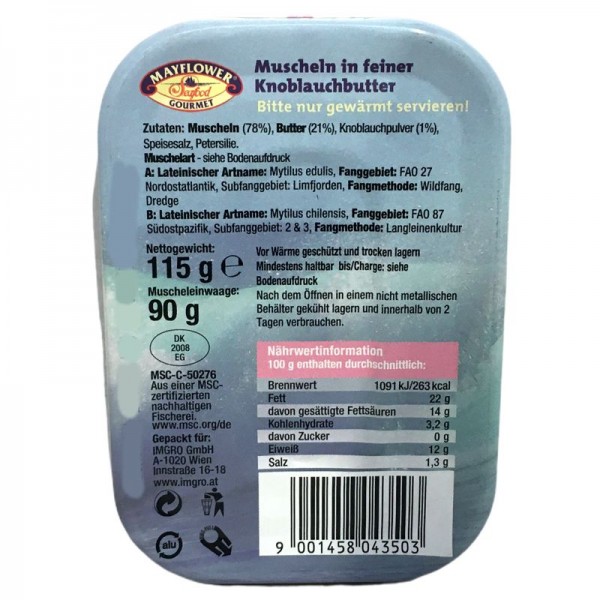 MAYFLOWER
Seafood
GOURMET
Muscheln in feiner
Knoblauchbutter
Bitte nur gewärmt servieren!
Zutaten: Muscheln (78%), Butter (21%), Knoblauchpulver (1%),
Speisesalz, Petersilie.
Muschelart - siehe Bodenaufdruck
A: Lateinischer Artname: Mytilus edulis, Fanggebiet: FAO 27
Nordostatlantik, Subfanggebiet: Limfjorden, Fangmethode: Wildfang,
Dredge
B: Lateinischer Artname: Mytilus chilensis, Fanggebiet: FAO 87
Südostpazifik, Subfanggebiet: 2 & 3, Fangmethode: Langleinenkultur
Nettogewicht:
115 g ℮
Muscheleinwaage:
90 g
DK
2008
EG
MSC-C-50276
Aus einer MSC-
zertifizierten
nachhaltigen
Fischerei.
www.msc.org/de
Gepackt für:
IMGRO GmbH
A-1020 Wien
Innstraße 16-18
www.imgro.at
alu
Vor Wärme geschützt und trocken lagern
Mindestens haltbar bis/Charge: siehe
Bodenaufdruck
Nach dem Öffnen in einem nicht metallischen
Behälter gekühlt lagern und innerhalb von 2
Tagen verbrauchen.
Nährwertinformation
100 g enthalten durchschnittlich:
Brennwert 1091 kJ/263 kcal
Fett 22 g
davon gesättigte Fettsäuren 14 g
Kohlenhydrate 3,2 g
davon Zucker 0 g
Eiweiß 12 g
Salz 1,3 g
9 001458 043503